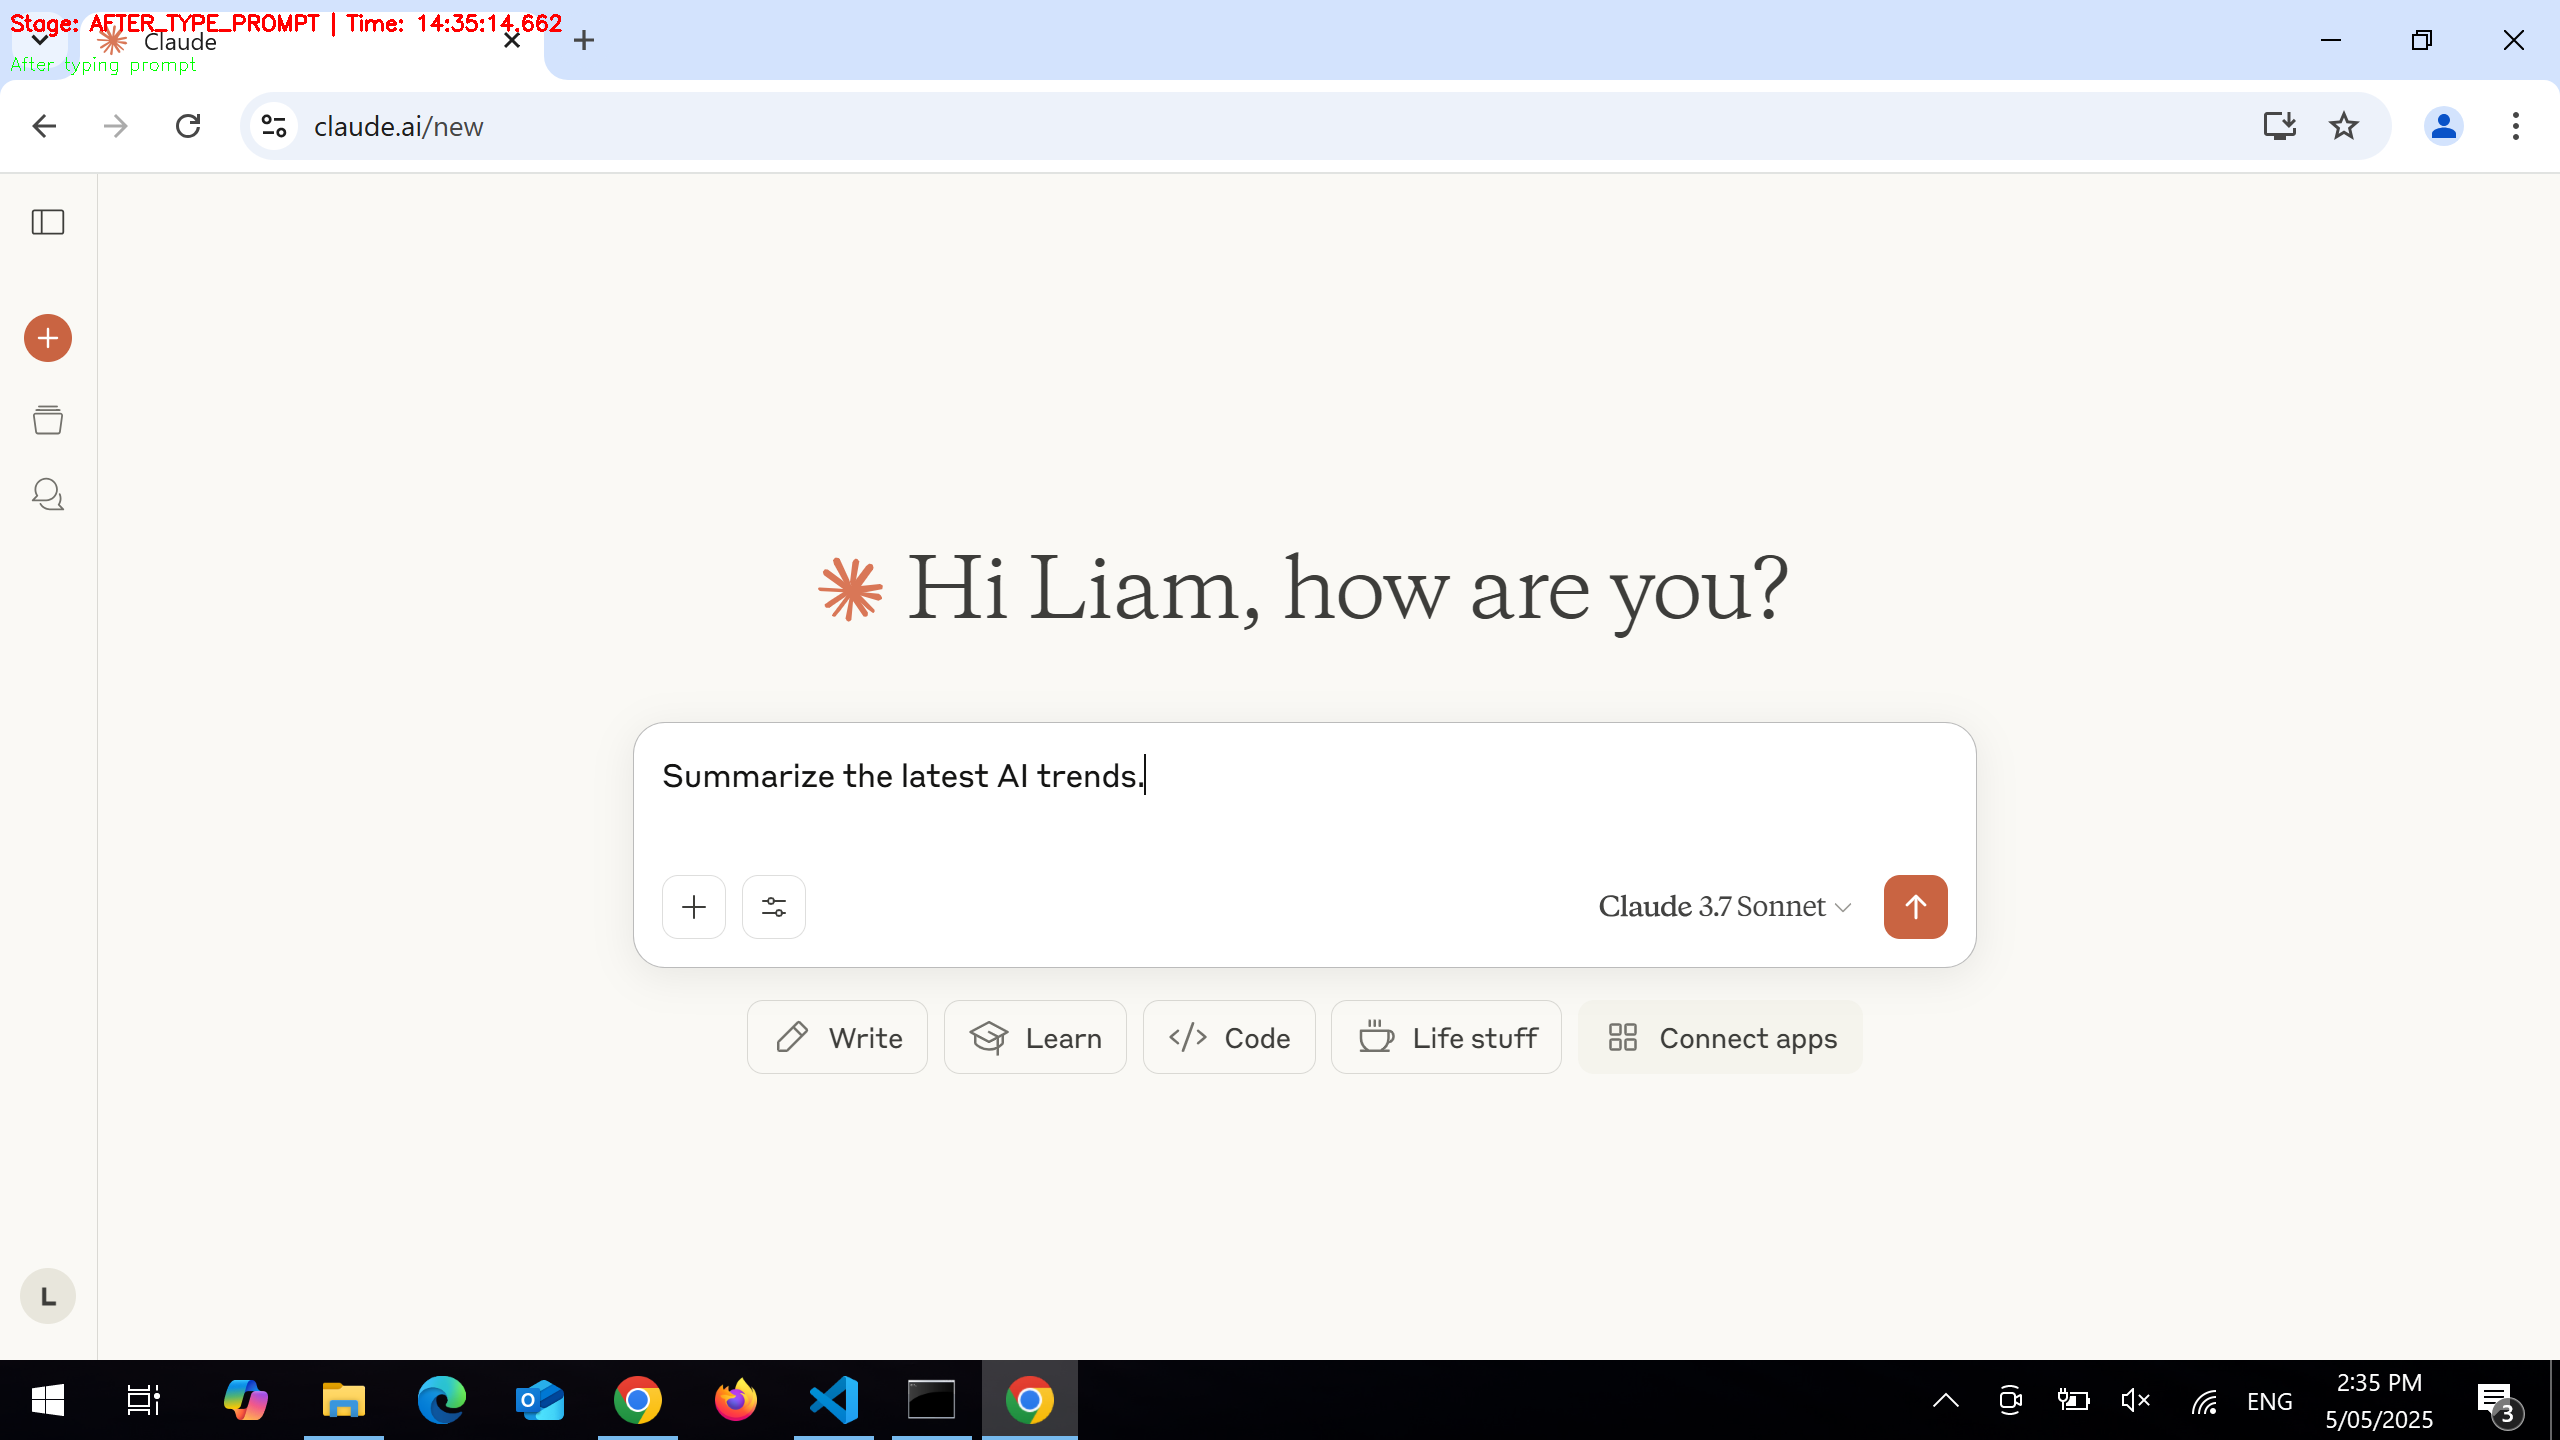 Stage: AFTER_TYPE_PROMPT | Time: 14:35:14.662
Claude
After typing prompt
claude.ai/new
Hi Liam, how are you?
Summarize the latest AI trends.
Claude 3.7 Sonnet
Write
Learn
Code
Life stuff
Connect apps
L
ENG
2:35 PM
5/05/2025
3